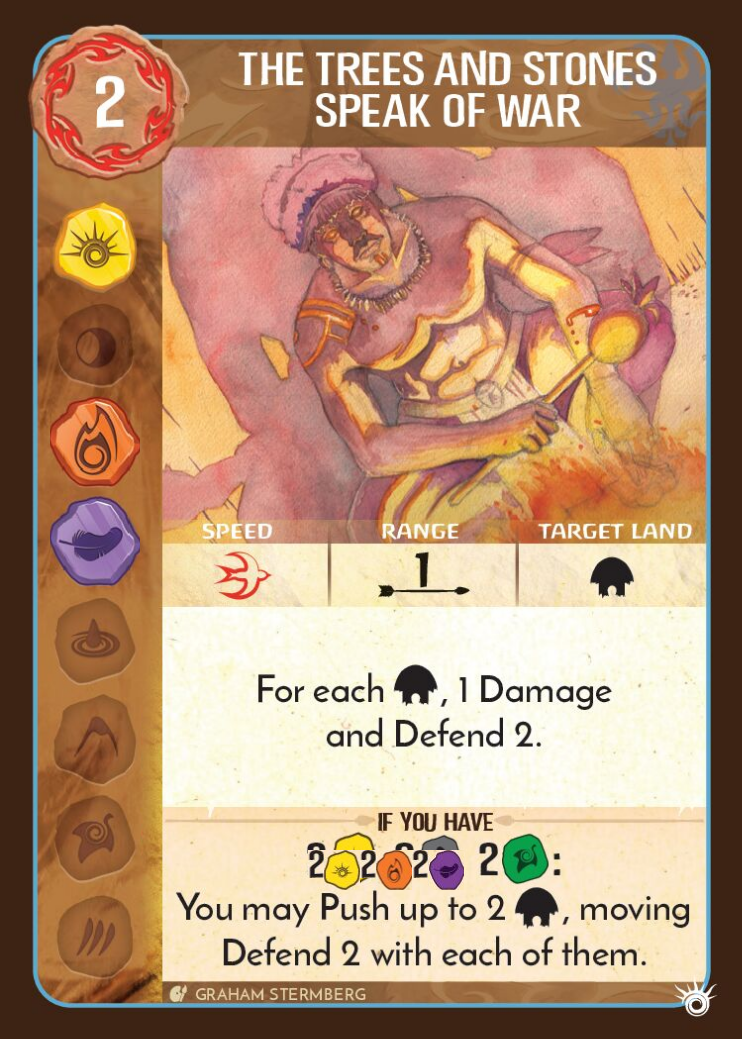 2
THE TREES AND STONES
SPEAK OF WAR
SPEED RANGE TARGET LAND
1
For each , 1 Damage
and Defend 2.
IF YOU HAVE
2 2 2 2 :
You may Push up to 2 , moving
Defend 2 with each of them.
GRAHAM STERMBERG